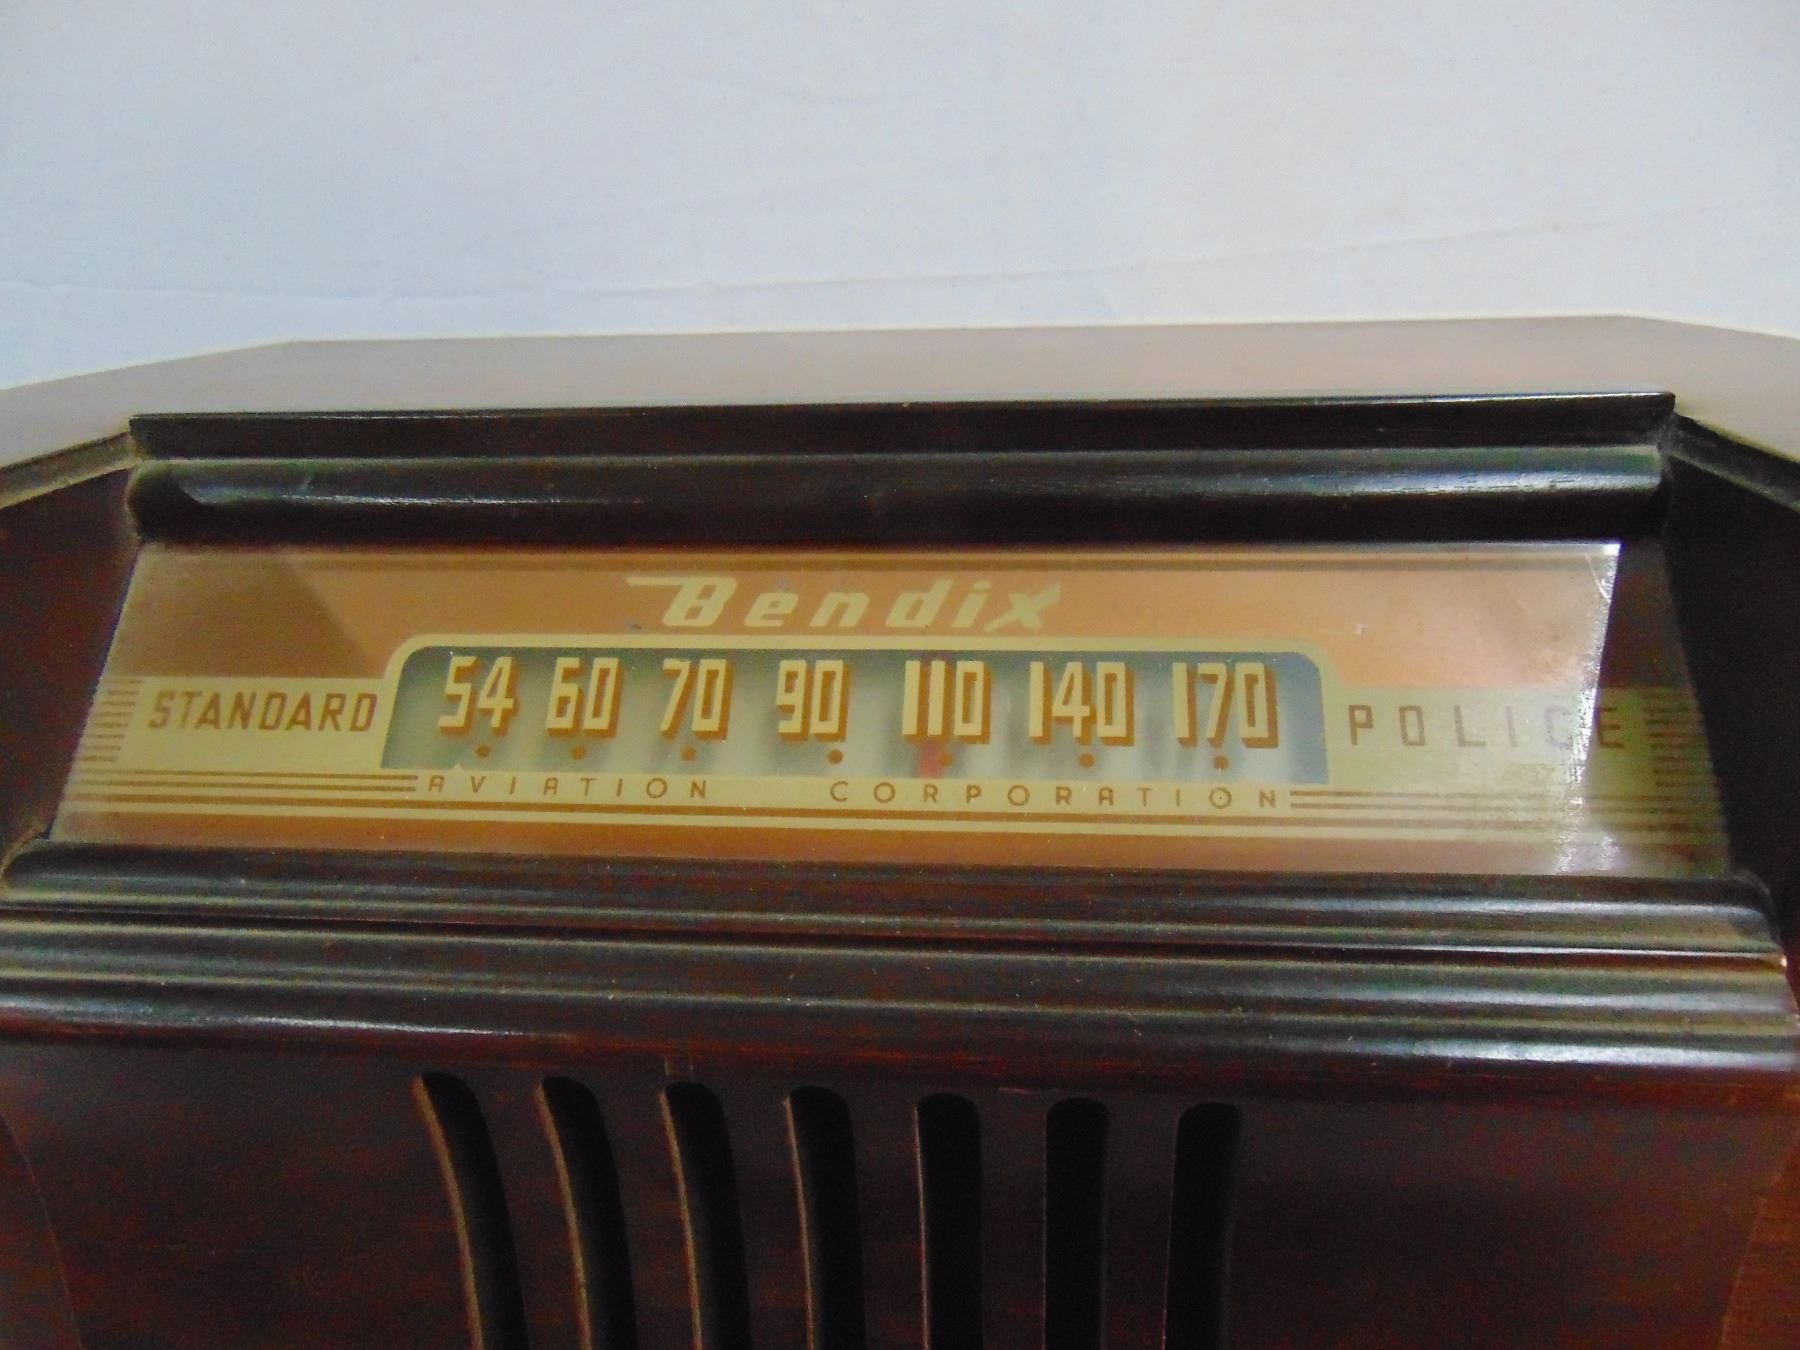 Bendix
STANDARD 54 60 70 90 110 140 170 POLICE
AVIATION CORPORATION